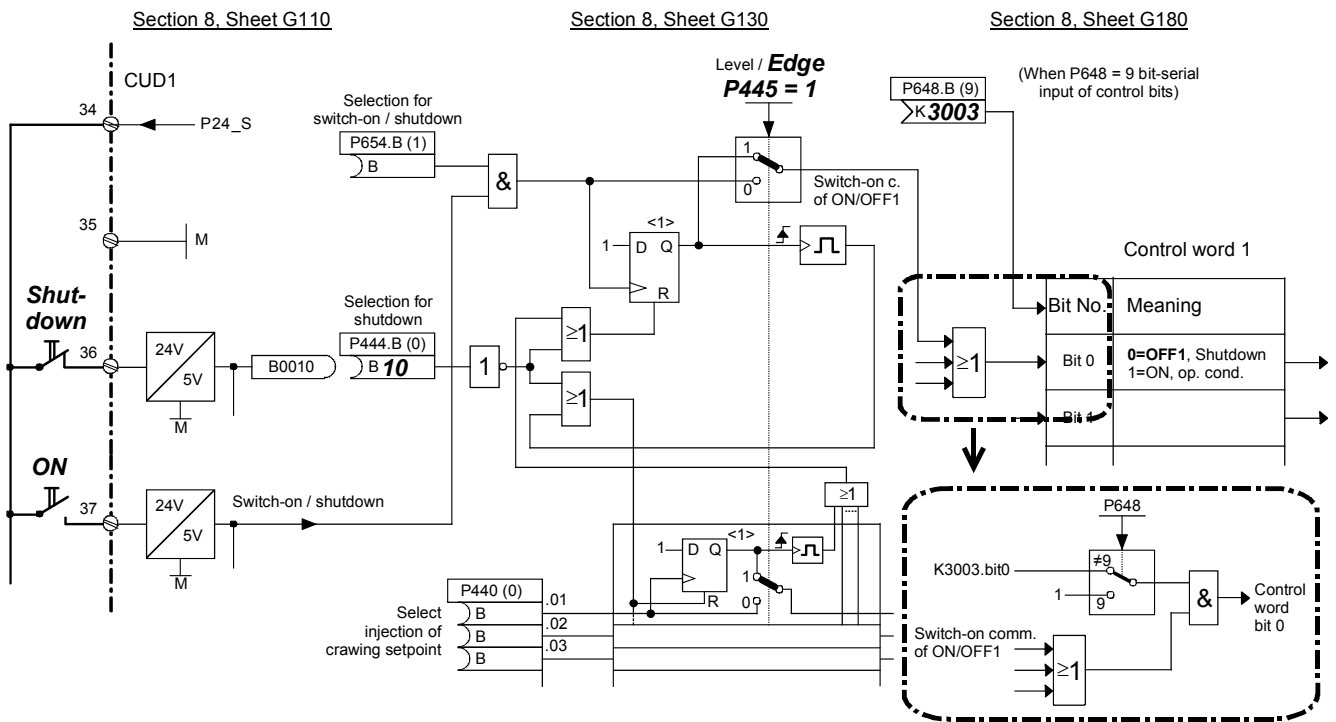 Section 8, Sheet G110
Section 8, Sheet G130
Section 8, Sheet G180
CUD1
34
P24_S
35
M
Shut-
down
36
24V
5V
M
B0010
ON
37
24V
5V
M
Switch-on / shutdown
Selection for
switch-on / shutdown
P654.B (1)
B
&
Selection for
shutdown
P444.B (0)
B 10
1
Level / Edge
P445 = 1
1
0
Switch-on c.
of ON/OFF1
<1>
1
D Q
R
≥1
≥1
≥1
<1>
1
D Q
R
1
0
P440 (0)
B
B
B
.01
.02
.03
Select
injection of
crawing setpoint
P648.B (9)
K 3003
(When P648 = 9 bit-serial
input of control bits)
Control word 1
Bit No. Meaning
≥1
Bit 0
0=OFF1, Shutdown
1=ON, op. cond.
Bit 1
P648
K3003.bit0
≠9
1
9
&
Control
word
bit 0
Switch-on comm.
of ON/OFF1
≥1